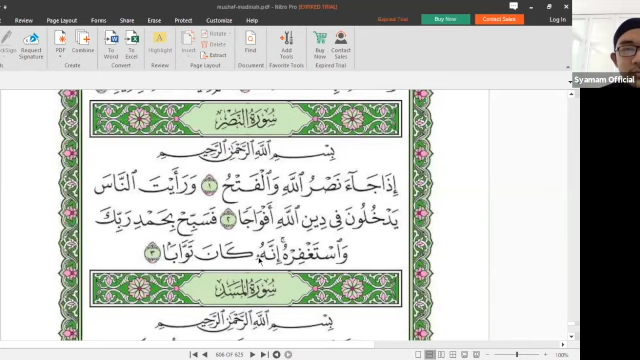 mushaf-madinah.pdf - Nitro Pro [EXPIRED TRIAL]
Review Page Layout Forms Share Erase Protect Customize Help
Expired Trial Buy Now Contact Sales Log In
Request Signature PDF Combine To Word To Excel Highlight Rotate Delete Extract Find Add Tools Buy Now Contact Sales
Create Convert Review Page Layout Document Favorite Tools Expired Trial
Syamam Official
سُورَةُ النَّصۡرِ
بِسۡمِ ٱللَّهِ ٱلرَّحۡمَٰنِ ٱلرَّحِيمِ
إِذَا جَآءَ نَصۡرُ ٱللَّهِ وَٱلۡفَتۡحُ ١ وَرَأَيۡتَ ٱلنَّاسَ
يَدۡخُلُونَ فِي دِينِ ٱللَّهِ أَفۡوَاجٗا ٢ فَسَبِّحۡ بِحَمۡدِ رَبِّكَ
وَٱسۡتَغۡفِرۡهُۚ إِنَّهُۥ كَانَ تَوَّابَۢا ٣
سُورَةُ المَسَدِ
بِسۡمِ ٱللَّهِ ٱلرَّحۡمَٰنِ ٱلرَّحِيمِ
606 OF 625
100%